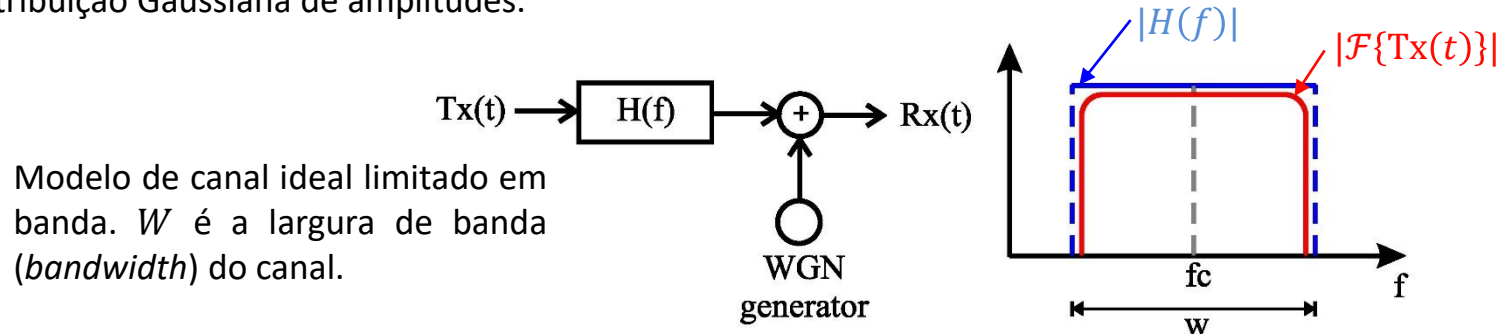 tribuição Gaussiana de amplitudes.
|H(f)|
|ℱ{Tx(t)}|
Tx(t)
H(f)
+
Rx(t)
Modelo de canal ideal limitado em
banda. W é a largura de banda
(bandwidth) do canal.
WGN
generator
fc
f
w